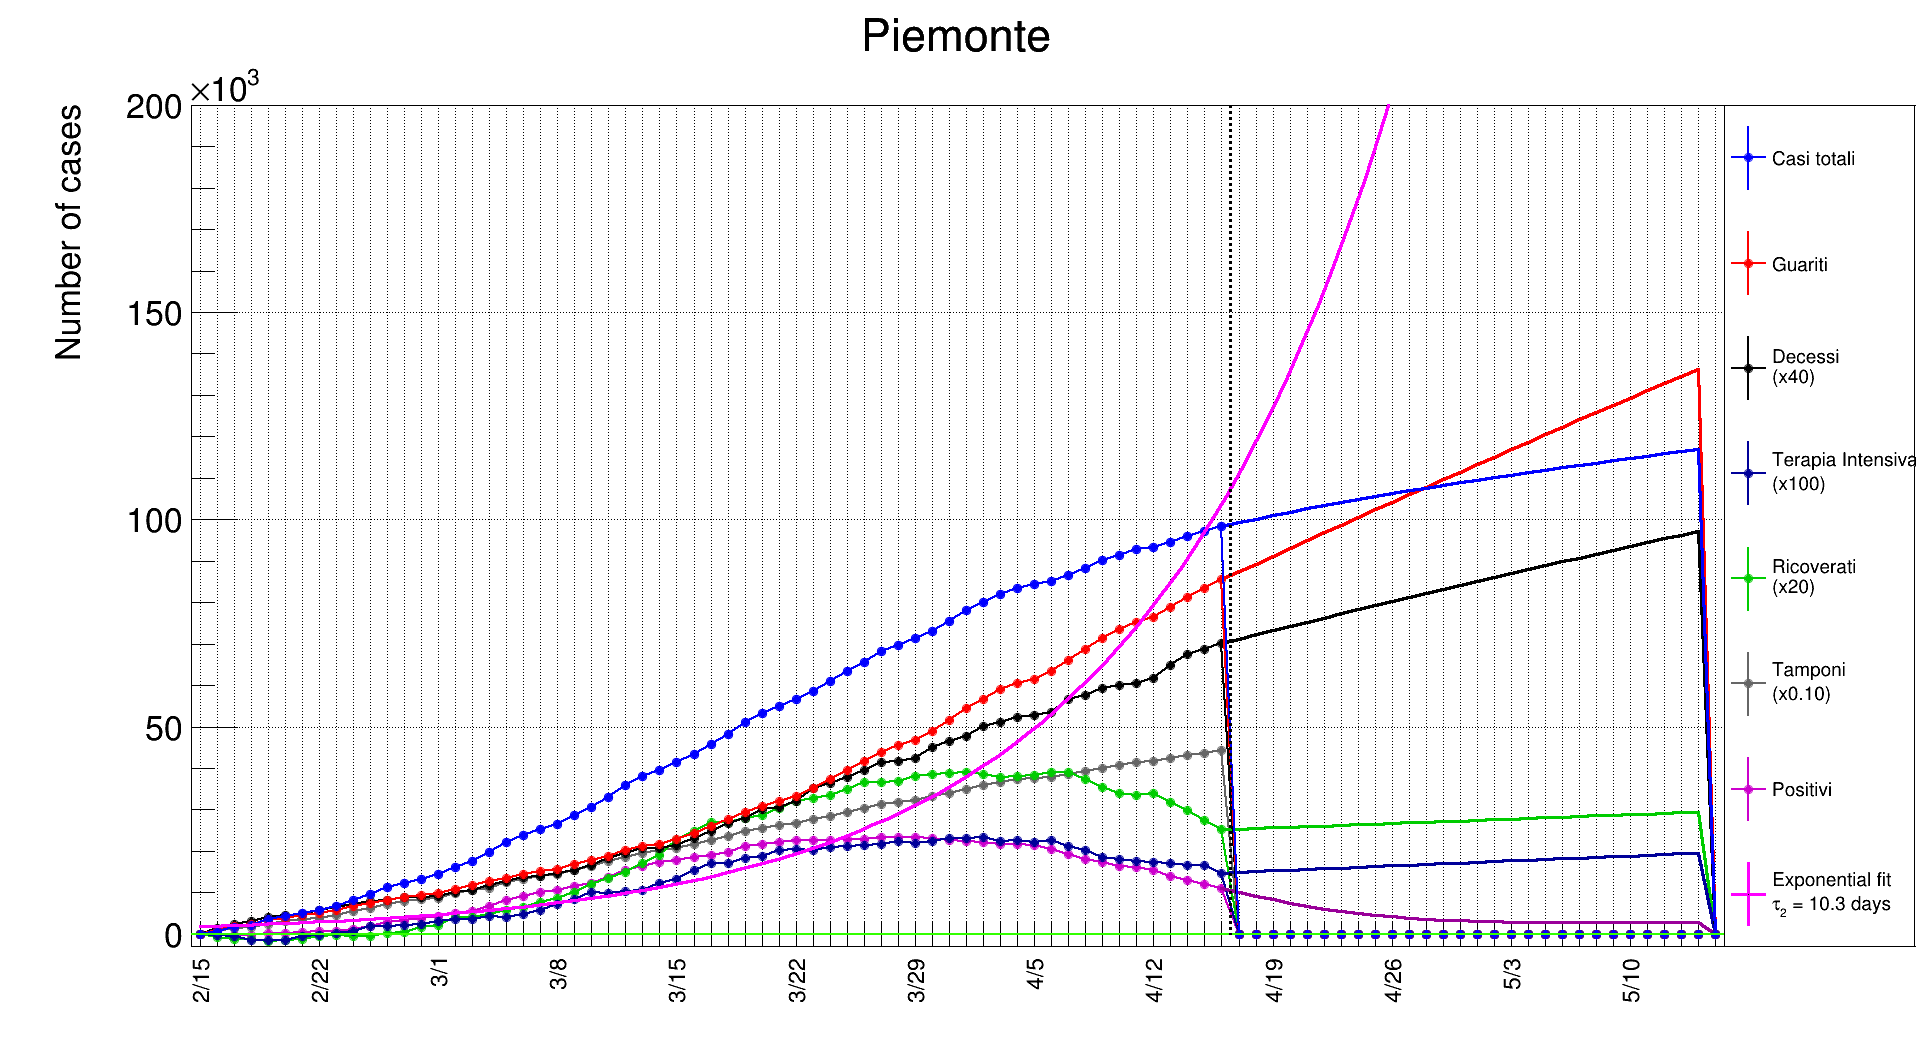 Piemonte
×10³
Number of cases
200
150
100
50
0
2/15
2/22
3/1
3/8
3/15
3/22
3/29
4/5
4/12
4/19
4/26
5/3
5/10
Casi totali
Guariti
Decessi
(x40)
Terapia Intensiva
(x100)
Ricoverati
(x20)
Tamponi
(x0.10)
Positivi
Exponential fit
τ₂ = 10.3 days